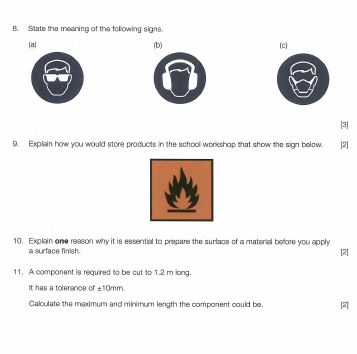 8. State the meaning of the following signs.
(a) (b) (c)
[3]
9. Explain how you would store products in the school workshop that show the sign below. [2]
10. Explain one reason why it is essential to prepare the surface of a material before you apply
a surface finish. [2]
11. A component is required to be cut to 1.2 m long.
It has a tolerance of ±10mm.
Calculate the maximum and minimum length the component could be. [2]